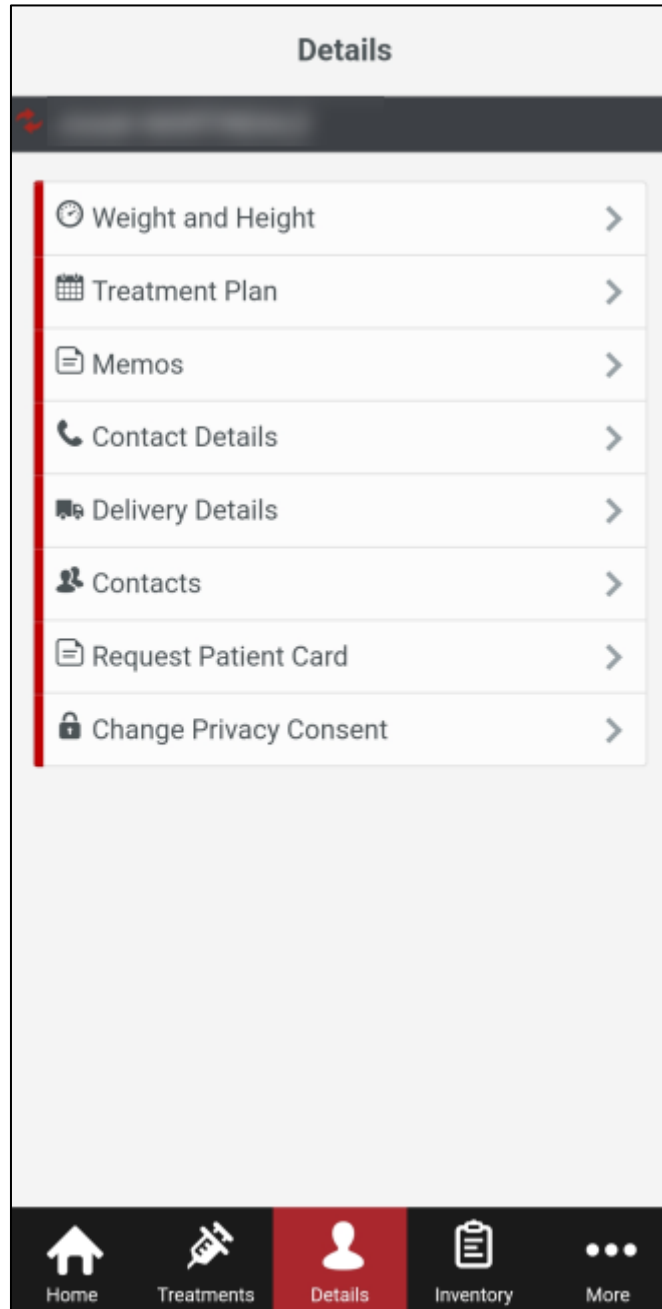 Details
Weight and Height
Treatment Plan
Memos
Contact Details
Delivery Details
Contacts
Request Patient Card
Change Privacy Consent
Home Treatments Details Inventory More